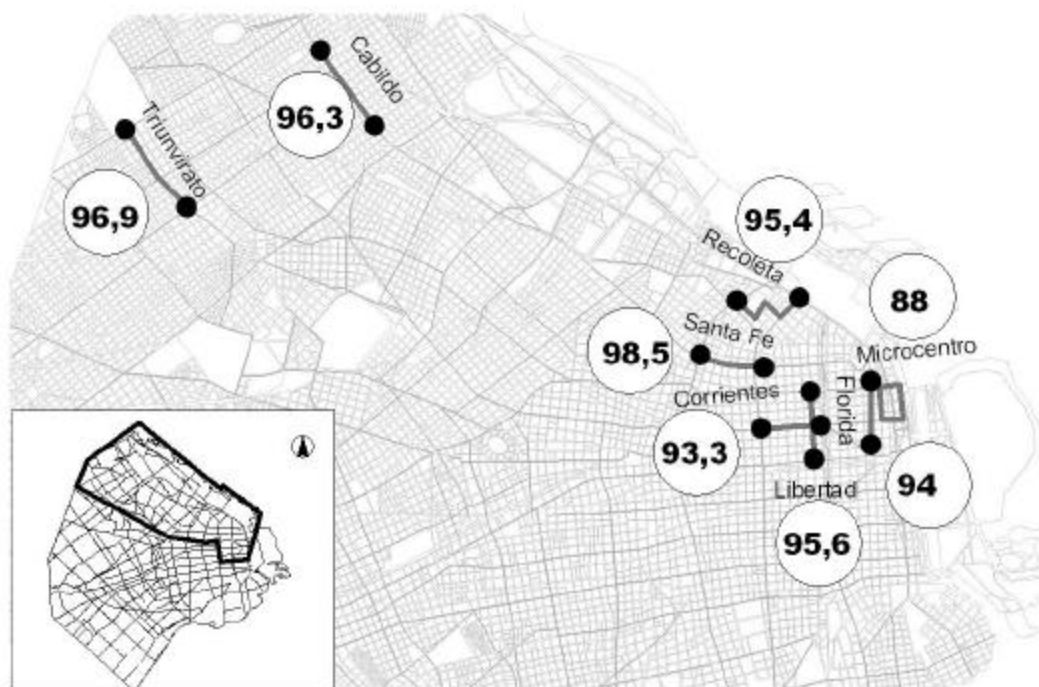 Cabildo
96,3
Triunvirato
96,9
95,4
Recoleta
88
Microcentro
Santa Fe
98,5
Corrientes
Florida
93,3
94
Libertad
95,6